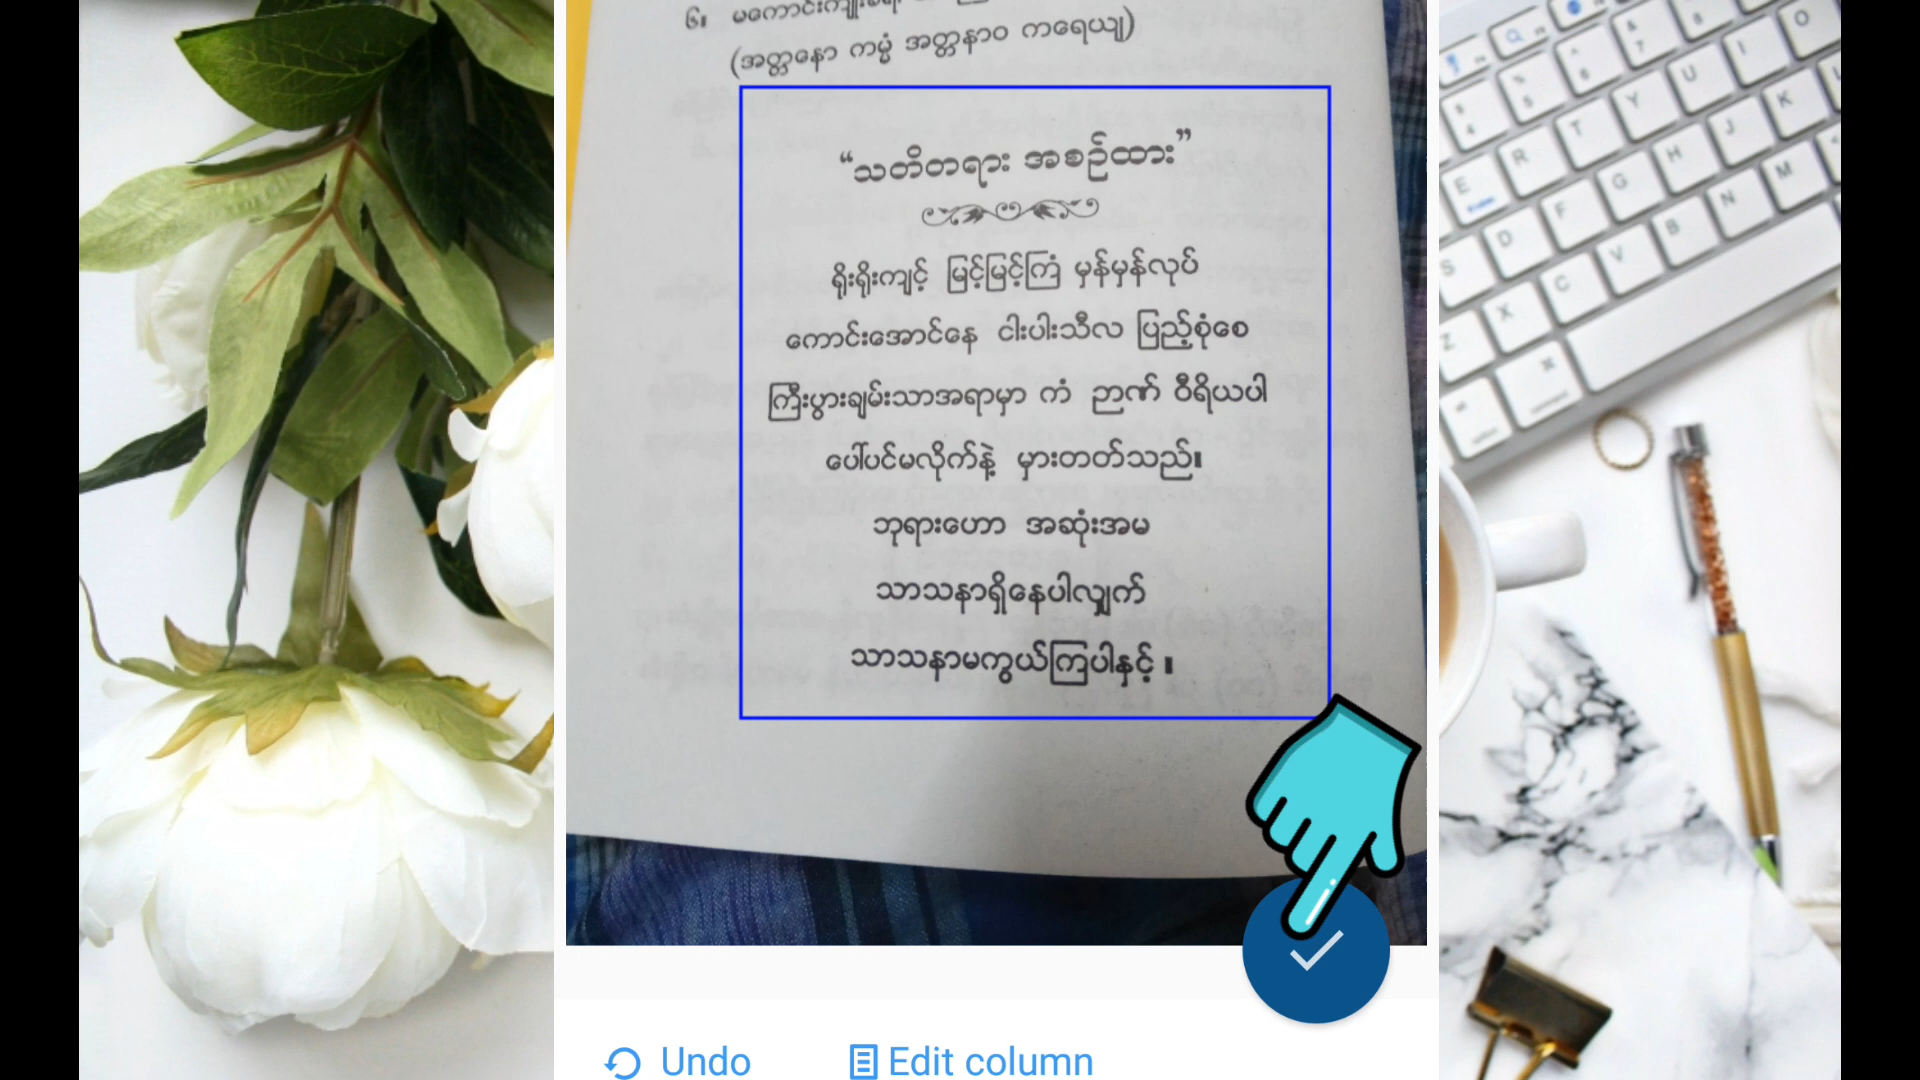 ၆။ မကောင်းကျိုး
(အတ္တနော ကမ္မံ အတ္တနာဝ ကရေယျ)
“သတိတရား အစဉ်ထား”
ရိုးရိုးကျင့် မြင့်မြင့်ကြံ မှန်မှန်လုပ်
ကောင်းအောင်နေ ငါးပါးသီလ ပြည့်စုံစေ
ကြီးပွားချမ်းသာအရာမှာ ကံ ဉာဏ် ဝီရိယပါ
ပေါ်ပင်မလိုက်နဲ့ မှားတတ်သည်။
ဘုရားဟော အဆုံးအမ
သာသနာရှိနေပါလျှက်
သာသနာမကွယ်ကြပါနှင့်။
Undo Edit column